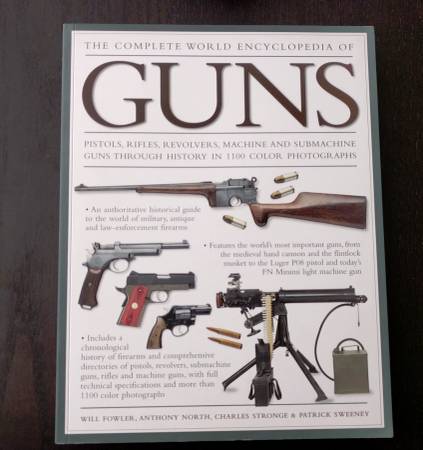 THE COMPLETE WORLD ENCYCLOPEDIA OF
GUNS
PISTOLS, RIFLES, REVOLVERS, MACHINE AND SUBMACHINE
GUNS THROUGH HISTORY IN 1100 COLOR PHOTOGRAPHS
• An authoritative historical guide
to the world of military, antique
and law-enforcement firearms
• Features the world's most important guns, from
the medieval hand cannon and the flintlock
musket to the Luger P08 pistol and today's
FN Minimi light machine gun
• Includes a
chronological
history of firearms and comprehensive
directories of pistols, revolvers, submachine
guns, rifles and machine guns, with full
technical specifications and more than
1100 color photographs
WILL FOWLER, ANTHONY NORTH, CHARLES STRONGE & PATRICK SWEENEY